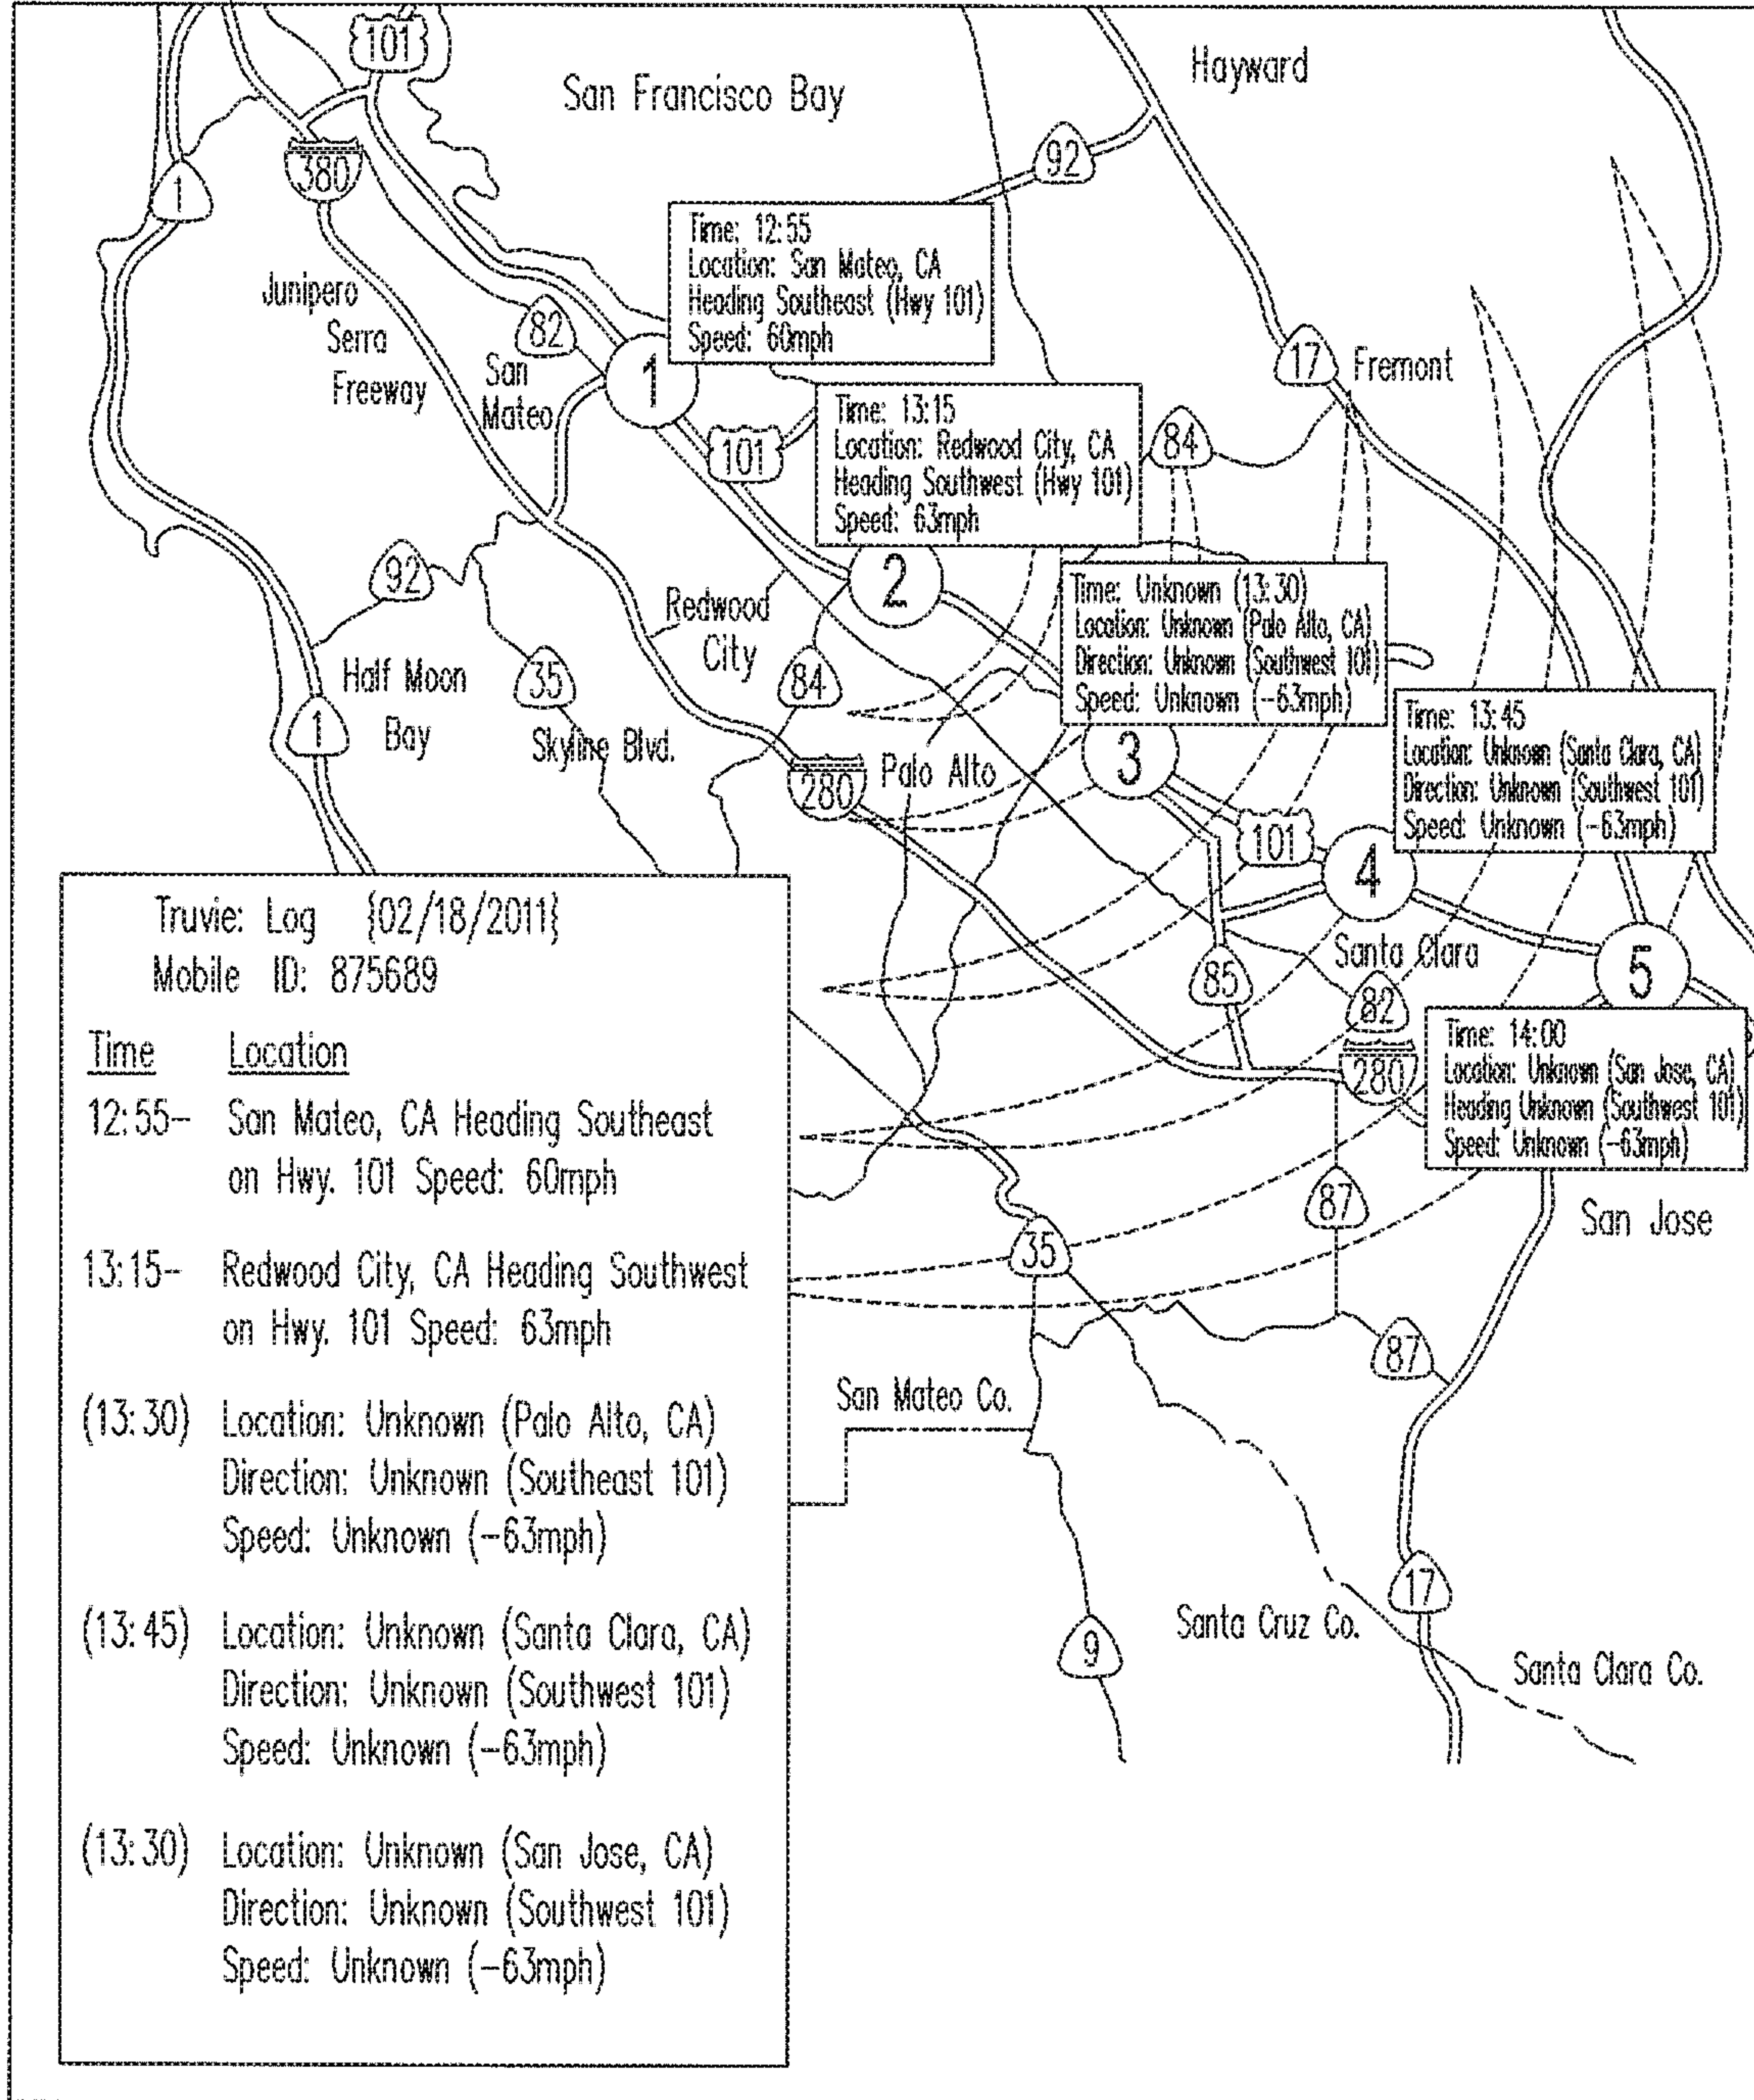 101
San Francisco Bay
Hayward
92
380
1
Time: 12:55
Location: San Mateo, CA
Heading Southeast (Hwy 101)
Speed: 60mph
Junipero
Serra
Freeway
82
San
Mateo
1
17
Fremont
101
Time: 13:15
Location: Redwood City, CA
Heading Southwest (Hwy 101)
Speed: 63mph
84
92
2
Redwood
City
Time: Unknown (13:30)
Location: Unknown (Palo Alto, CA)
Direction: Unknown (Southwest 101)
Speed: Unknown (-63mph)
Half Moon
Bay
35
84
1
Skyline Blvd.
280
Palo Alto
3
Time: 13:45
Location: Unknown (Santa Clara, CA)
Direction: Unknown (Southwest 101)
Speed: Unknown (-63mph)
101
4
Santa Clara
5
85
82
280
Time: 14:00
Location: Unknown (San Jose, CA)
Heading Unknown (Southwest 101)
Speed: Unknown (-63mph)
87
San Jose
35
87
San Mateo Co.
17
9
Santa Cruz Co.
Santa Clara Co.
Truvie: Log {02/18/2011}
Mobile ID: 875689
Time Location
12:55- San Mateo, CA Heading Southeast
on Hwy. 101 Speed: 60mph
13:15- Redwood City, CA Heading Southwest
on Hwy. 101 Speed: 63mph
(13:30) Location: Unknown (Palo Alto, CA)
Direction: Unknown (Southeast 101)
Speed: Unknown (-63mph)
(13:45) Location: Unknown (Santa Clara, CA)
Direction: Unknown (Southwest 101)
Speed: Unknown (-63mph)
(13:30) Location: Unknown (San Jose, CA)
Direction: Unknown (Southwest 101)
Speed: Unknown (-63mph)